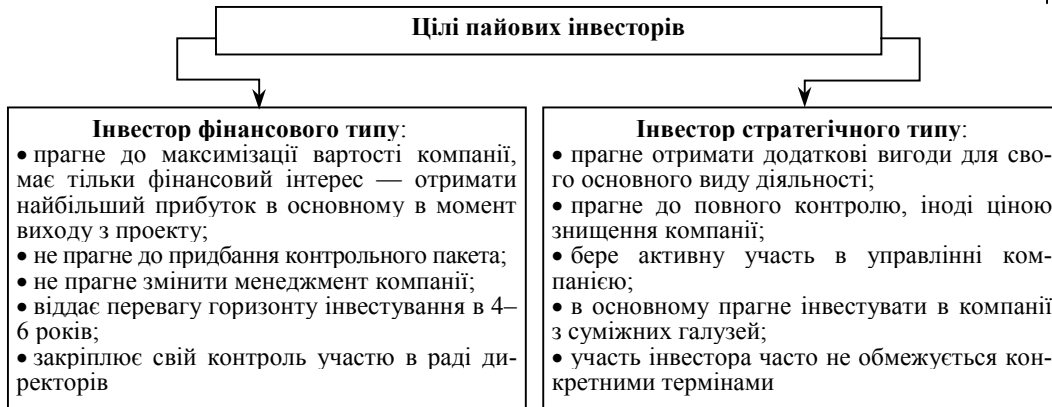 Цілі пайових інвесторів
Інвестор фінансового типу:
• прагне до максимізації вартості компанії,
має тільки фінансовий інтерес — отримати
найбільший прибуток в основному в момент
виходу з проекту;
• не прагне до придбання контрольного пакета;
• не прагне змінити менеджмент компанії;
• віддає перевагу горизонту інвестування в 4–
6 років;
• закріплює свій контроль участю в раді ди-
ректорів
Інвестор стратегічного типу:
• прагне отримати додаткові вигоди для сво-
го основного виду діяльності;
• прагне до повного контролю, іноді ціною
знищення компанії;
• бере активну участь в управлінні ком-
панією;
• в основному прагне інвестувати в компанії
з суміжних галузей;
• участь інвестора часто не обмежується кон-
кретними термінами